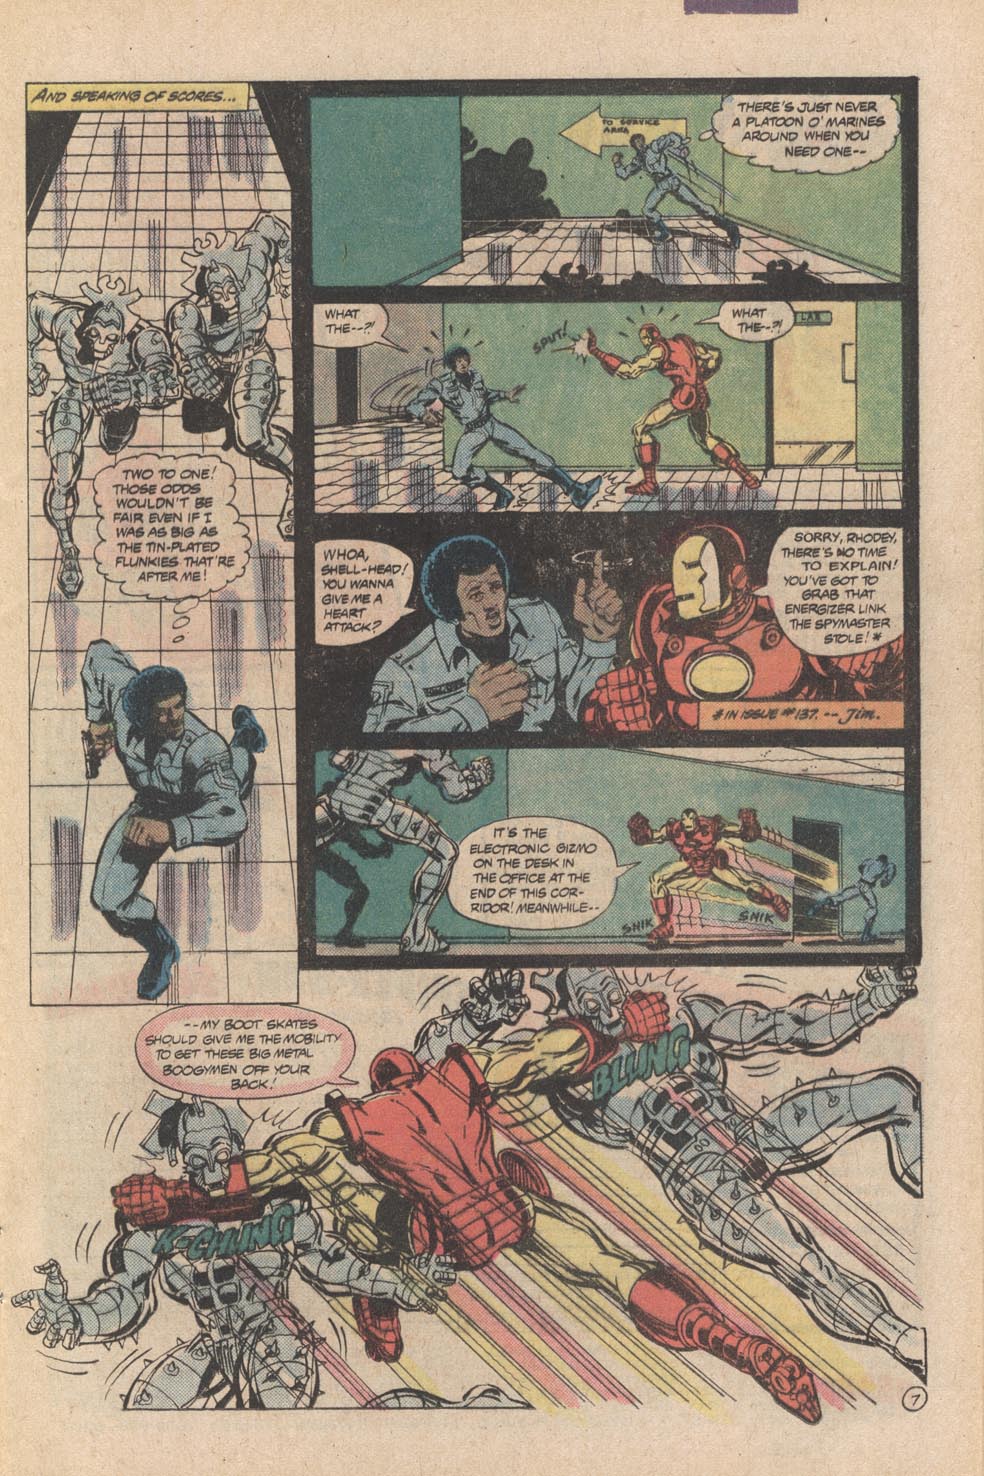 AND SPEAKING OF SCORES...
TWO TO ONE!
THOSE ODDS
WOULDN'T BE
FAIR EVEN IF I
WAS AS BIG AS
THE TIN-PLATED
FLUNKIES THAT'RE
AFTER ME!
TO SERVICE
AREA
THERE'S JUST NEVER
A PLATOON O' MARINES
AROUND WHEN YOU
NEED ONE--
WHAT
THE--?!
SPUT!
WHAT
THE--?!
LAB
WHOA,
SHELL-HEAD!
YOU WANNA
GIVE ME A
HEART
ATTACK?
SORRY, RHODEY,
THERE'S NO TIME
TO EXPLAIN!
YOU'VE GOT TO
GRAB THAT
ENERGIZER LINK
THE SPYMASTER
STOLE!*
* IN ISSUE #137. -- Jim.
IT'S THE
ELECTRONIC GIZMO
ON THE DESK IN
THE OFFICE AT THE
END OF THIS COR-
RIDOR! MEANWHILE--
SHIK
SHIK
--MY BOOT SKATES
SHOULD GIVE ME THE MOBILITY
TO GET THESE BIG METAL
BOOGYMEN OFF YOUR
BACK!
BLUNG
K-CHUNG
7